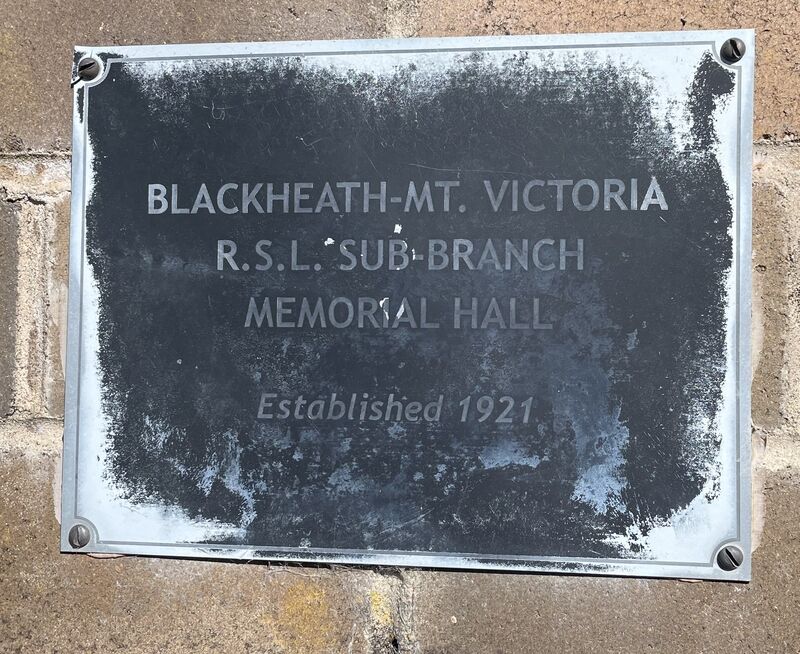 BLACKHEATH-MT. VICTORIA
R.S.L. SUB-BRANCH
MEMORIAL HALL
Established 1921